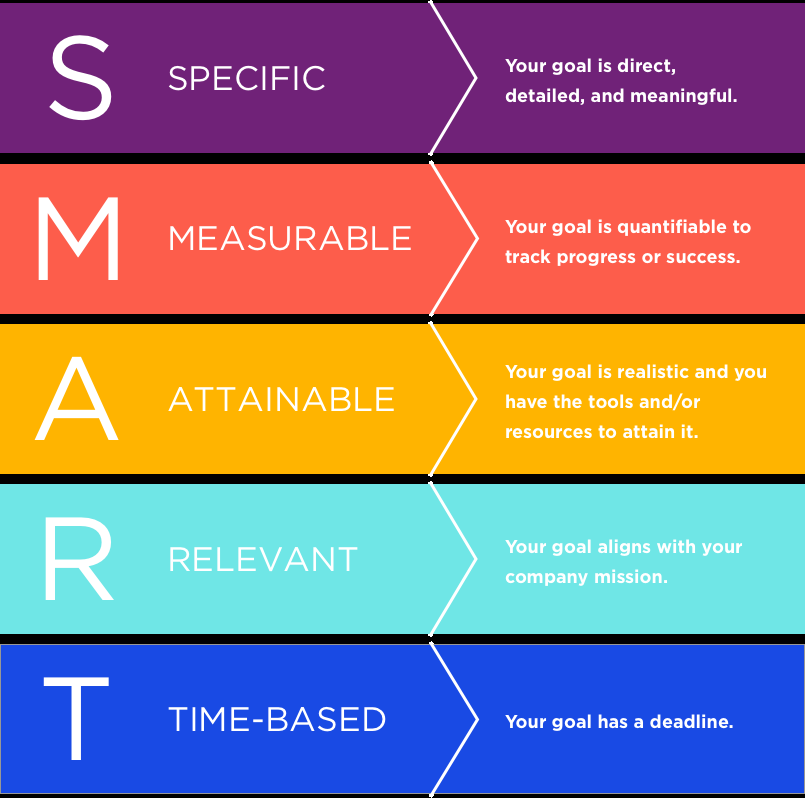 S
SPECIFIC
Your goal is direct,
detailed, and meaningful.
M
MEASURABLE
Your goal is quantifiable to
track progress or success.
A
ATTAINABLE
Your goal is realistic and you
have the tools and/or
resources to attain it.
R
RELEVANT
Your goal aligns with your
company mission.
T
TIME-BASED
Your goal has a deadline.